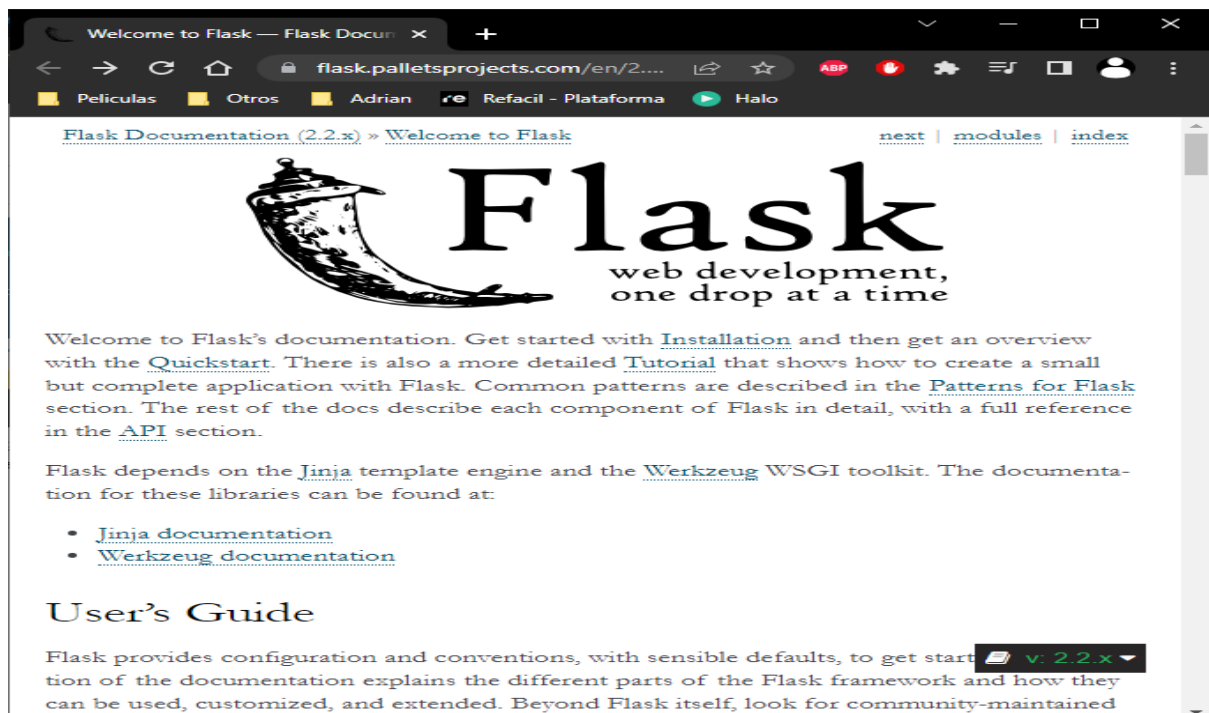 Welcome to Flask — Flask Docun
flask.palletsprojects.com/en/2....
ABP
Peliculas
Otros
Adrian
re
Refacil - Plataforma
Halo
Flask Documentation (2.2.x) » Welcome to Flask
next | modules | index
Flask
web development,
one drop at a time
Welcome to Flask’s documentation. Get started with Installation and then get an overview
with the Quickstart. There is also a more detailed Tutorial that shows how to create a small
but complete application with Flask. Common patterns are described in the Patterns for Flask
section. The rest of the docs describe each component of Flask in detail, with a full reference
in the API section.
Flask depends on the Jinja template engine and the Werkzeug WSGI toolkit. The documenta-
tion for these libraries can be found at:
• Jinja documentation
• Werkzeug documentation
User’s Guide
Flask provides configuration and conventions, with sensible defaults, to get start
v: 2.2.x
tion of the documentation explains the different parts of the Flask framework and how they
can be used, customized, and extended. Beyond Flask itself, look for community-maintained